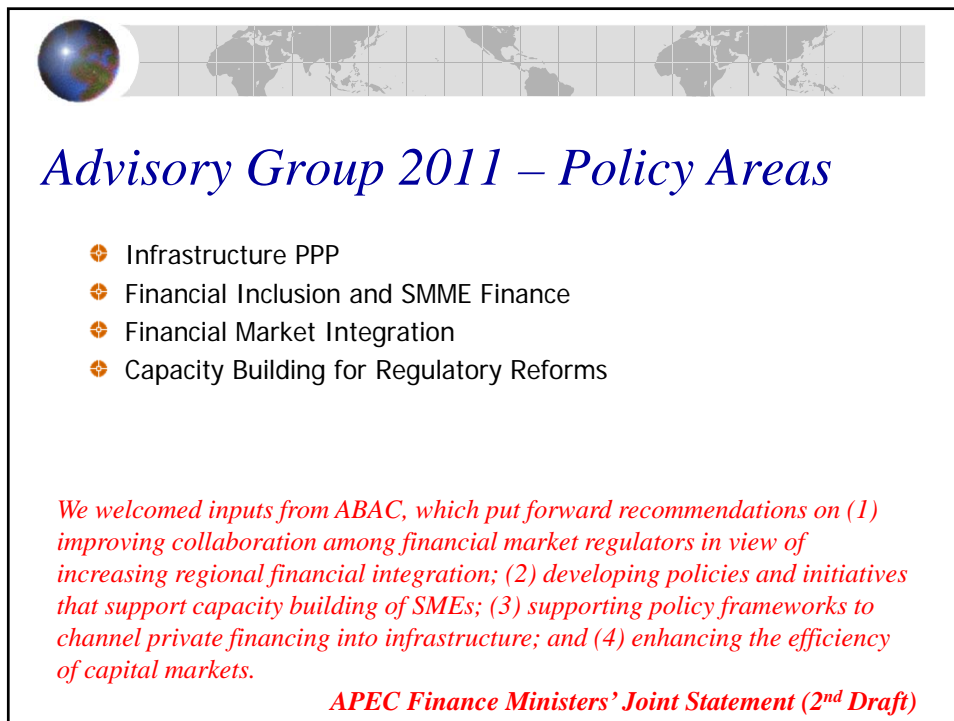 Advisory Group 2011 – Policy Areas
Infrastructure PPP
Financial Inclusion and SMME Finance
Financial Market Integration
Capacity Building for Regulatory Reforms
We welcomed inputs from ABAC, which put forward recommendations on (1)
improving collaboration among financial market regulators in view of
increasing regional financial integration; (2) developing policies and initiatives
that support capacity building of SMEs; (3) supporting policy frameworks to
channel private financing into infrastructure; and (4) enhancing the efficiency
of capital markets.
APEC Finance Ministers’ Joint Statement (2nd Draft)